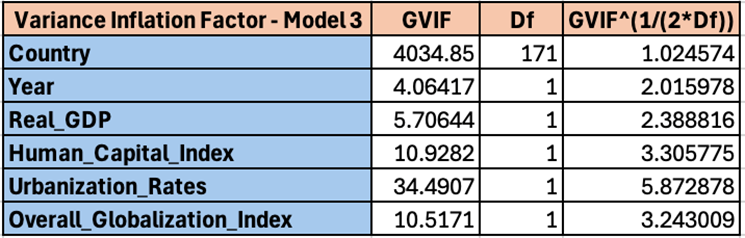 Variance Inflation Factor - Model 3 GVIF Df GVIF^(1/(2*Df))
Country 4034.85 171 1.024574
Year 4.06417 1 2.015978
Real_GDP 5.70644 1 2.388816
Human_Capital_Index 10.9282 1 3.305775
Urbanization_Rates 34.4907 1 5.872878
Overall_Globalization_Index 10.5171 1 3.243009